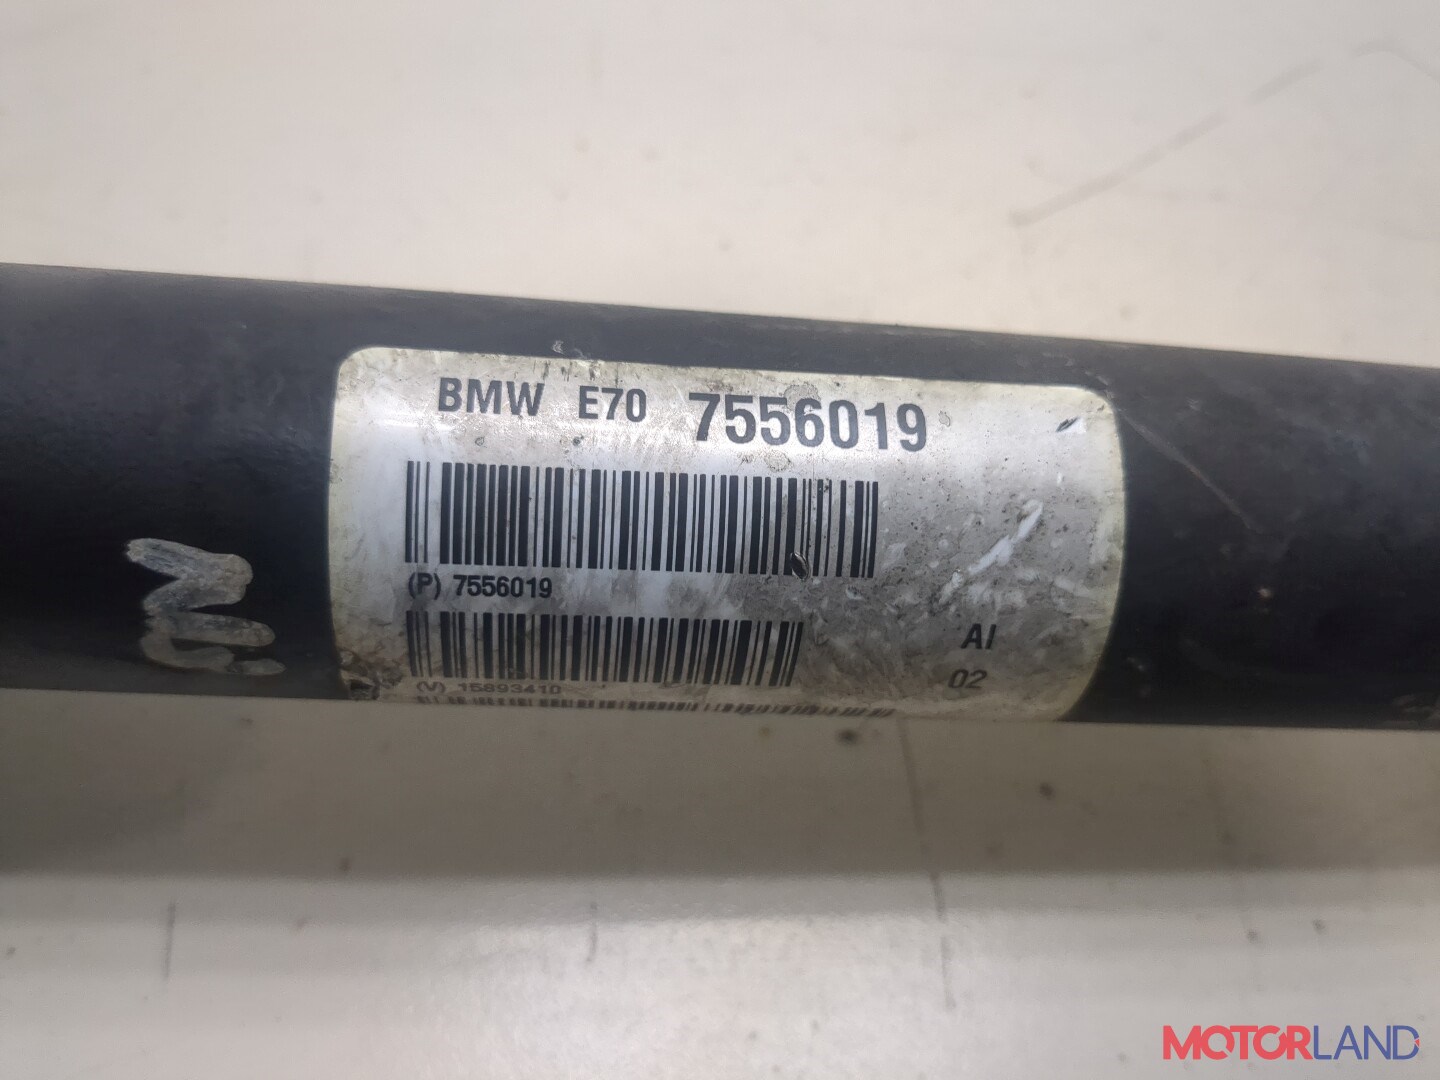 BMW E70 7556019
(P) 7556019
(V) 15893410
AI
02
MOTORLAND